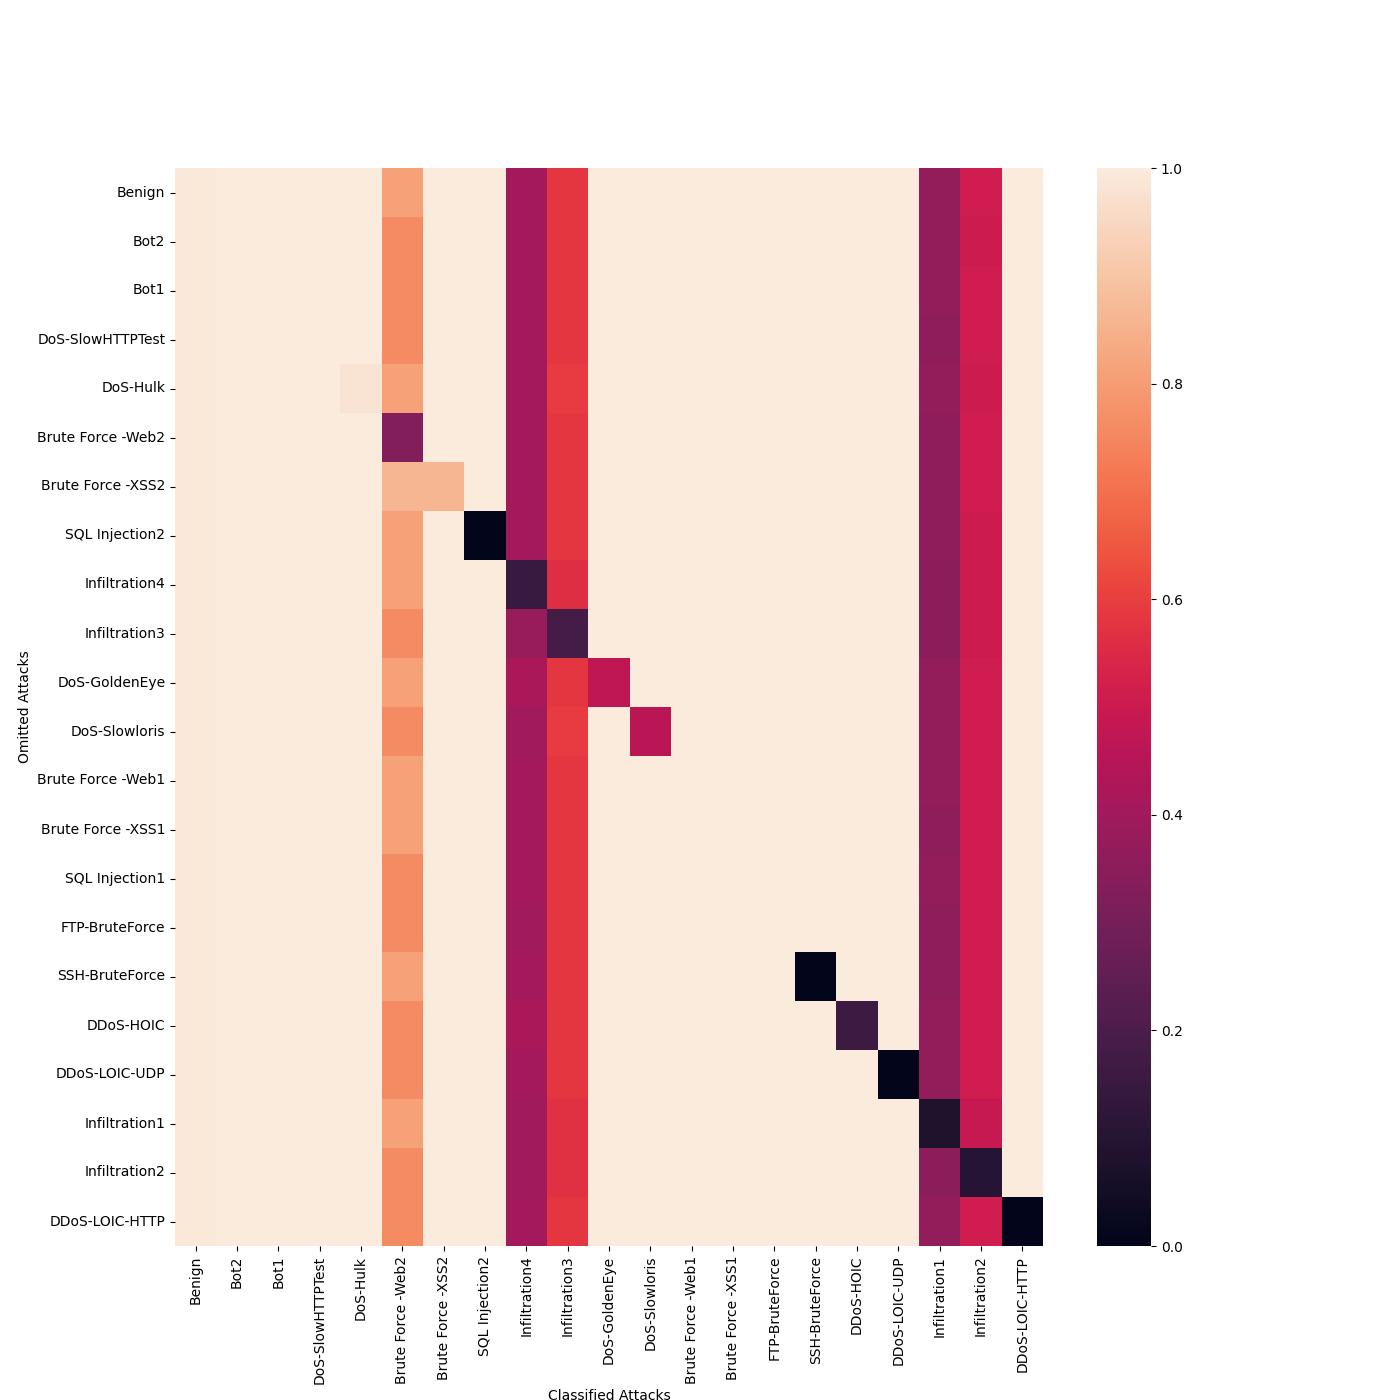 Benign
Bot2
Bot1
DoS-SlowHTTPTest
DoS-Hulk
Brute Force -Web2
Brute Force -XSS2
SQL Injection2
Infiltration4
Infiltration3
DoS-GoldenEye
DoS-Slowloris
Brute Force -Web1
Brute Force -XSS1
SQL Injection1
FTP-BruteForce
SSH-BruteForce
DDoS-HOIC
DDoS-LOIC-UDP
Infiltration1
Infiltration2
DDoS-LOIC-HTTP
Omitted Attacks
Benign
Bot2
Bot1
DoS-SlowHTTPTest
DoS-Hulk
Brute Force -Web2
Brute Force -XSS2
SQL Injection2
Infiltration4
Infiltration3
DoS-GoldenEye
DoS-Slowloris
Brute Force -Web1
Brute Force -XSS1
FTP-BruteForce
SSH-BruteForce
DDoS-HOIC
DDoS-LOIC-UDP
Infiltration1
Infiltration2
DDoS-LOIC-HTTP
Classified Attacks
1.0
0.8
0.6
0.4
0.2
0.0